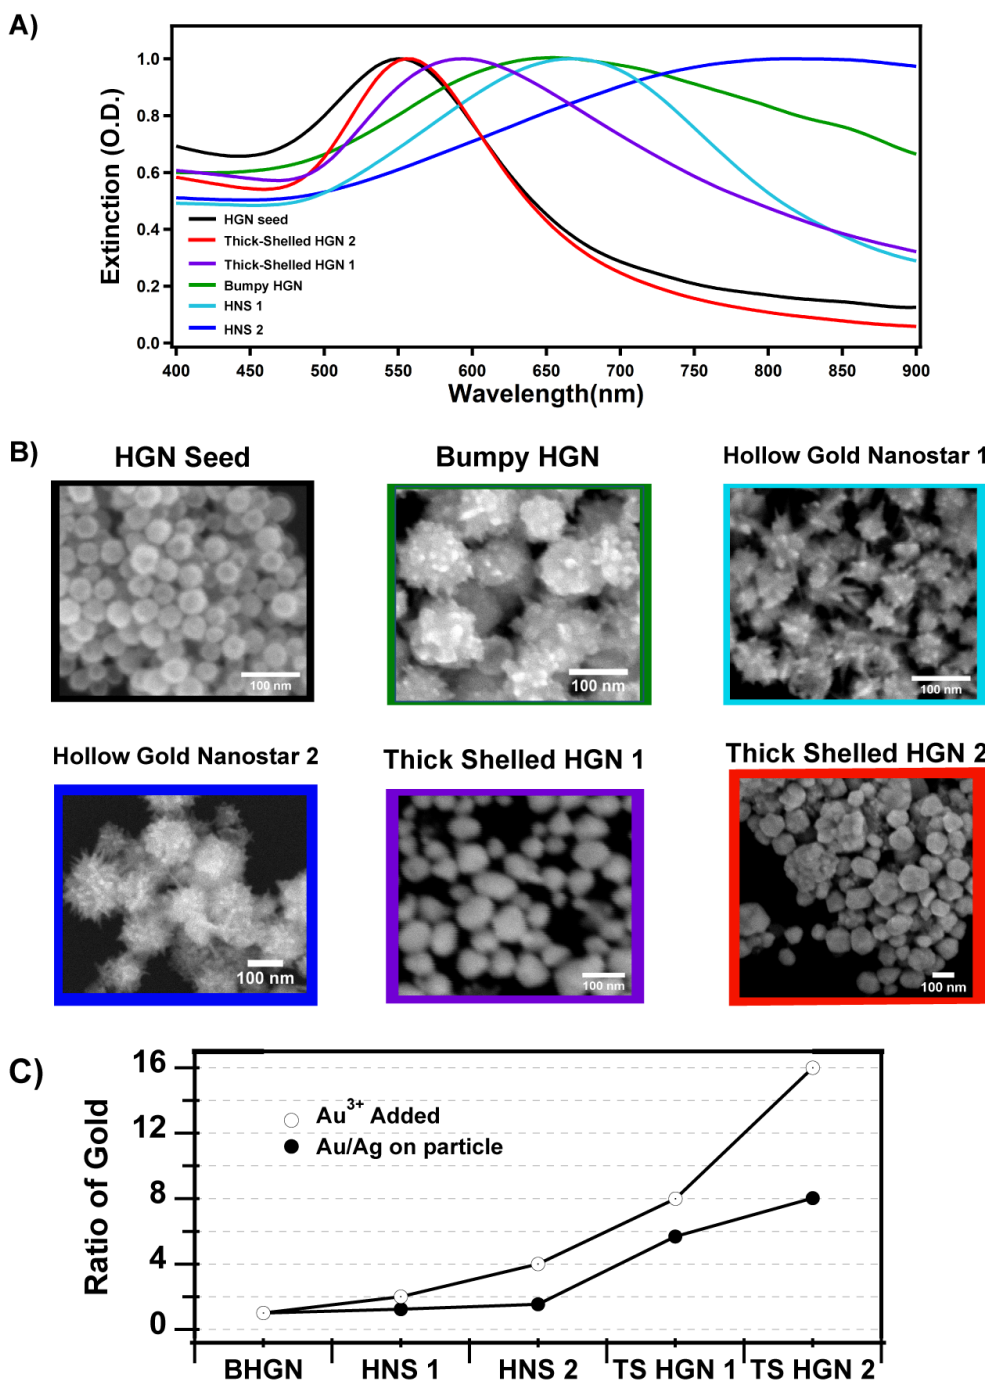 A)
Extinction (O.D.)
1.0
0.8
0.6
0.4
0.2
0.0
HGN seed
Thick-Shelled HGN 2
Thick-Shelled HGN 1
Bumpy HGN
HNS 1
HNS 2
400 450 500 550 600 650 700 750 800 850 900
Wavelength(nm)
B)
HGN Seed
Bumpy HGN
Hollow Gold Nanostar 1
100 nm
100 nm
100 nm
Hollow Gold Nanostar 2
Thick Shelled HGN 1
Thick Shelled HGN 2
100 nm
100 nm
100 nm
C)
Ratio of Gold
16
12
8
4
0
Au3+ Added
Au/Ag on particle
BHGN HNS 1 HNS 2 TS HGN 1 TS HGN 2